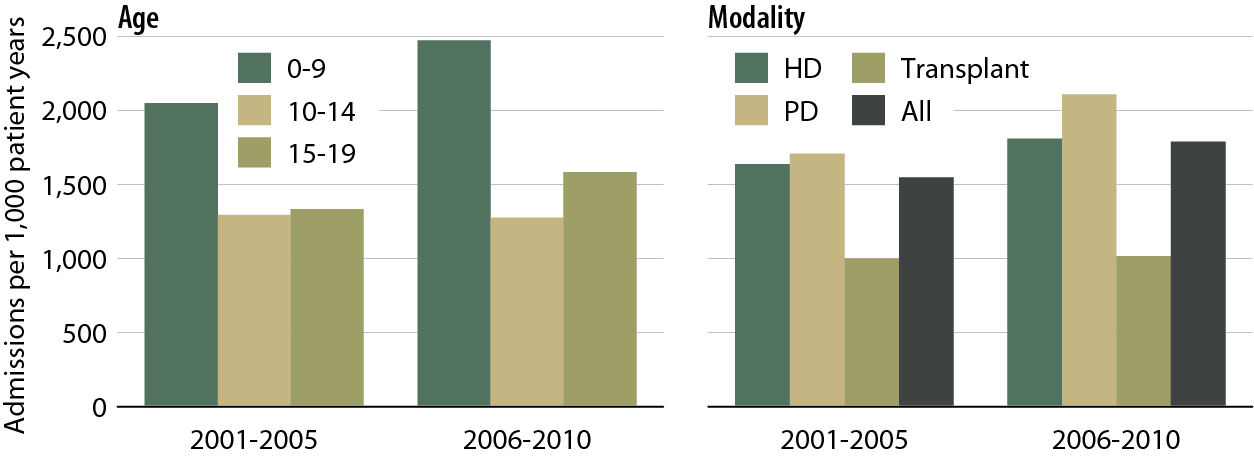 Age
Modality
Admissions per 1,000 patient years
2,500
2,000
1,500
1,000
500
0
0-9
10-14
15-19
HD
Transplant
PD
All
2001-2005
2006-2010
2001-2005
2006-2010